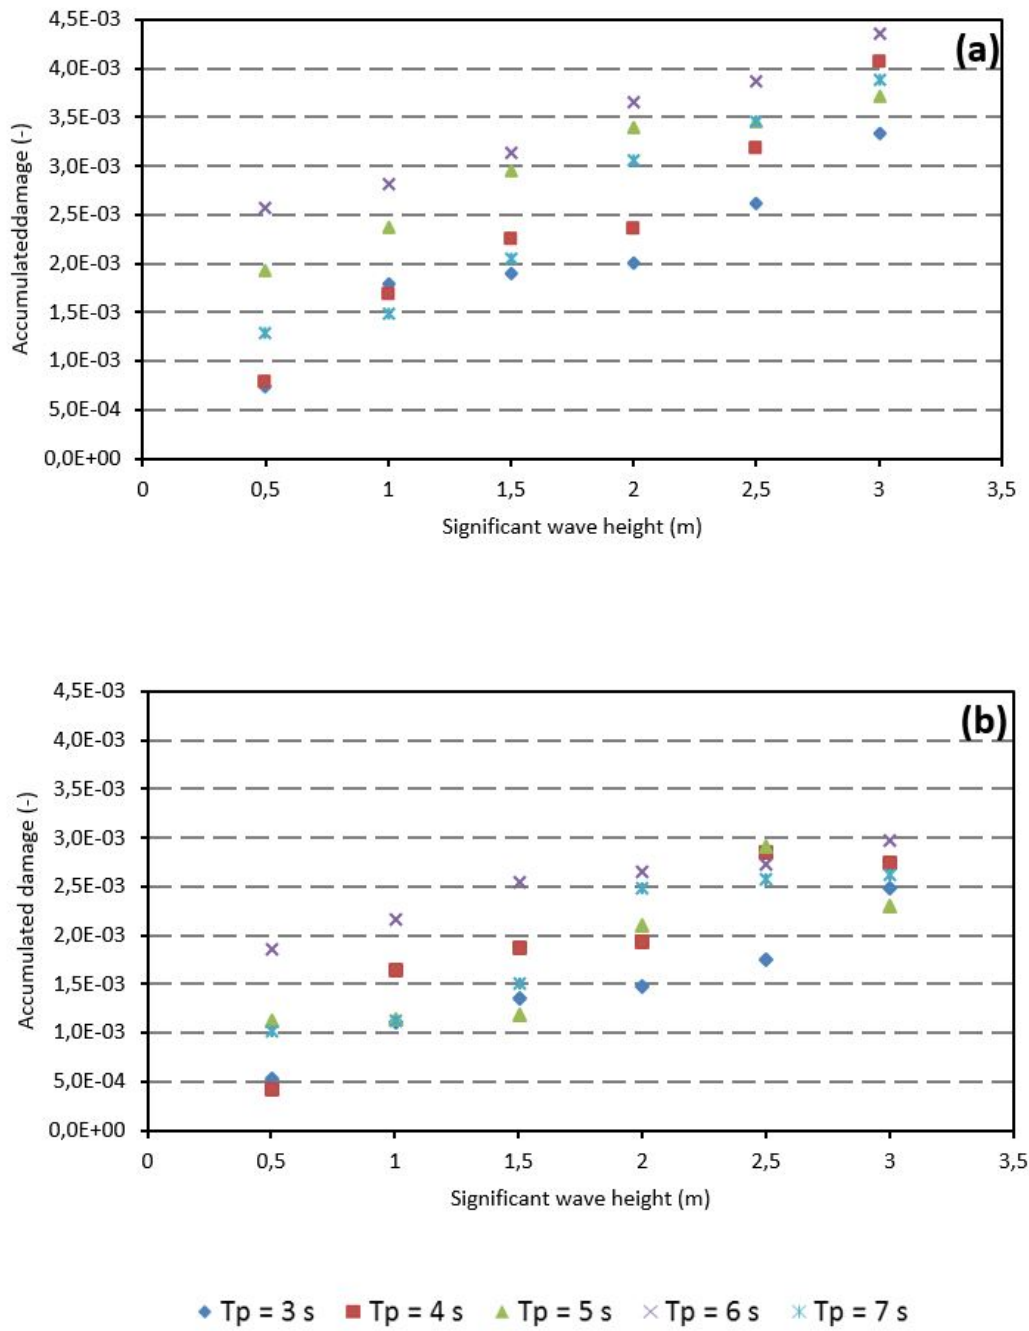 4,5E-03
(a)
4,0E-03
3,5E-03
3,0E-03
2,5E-03
2,0E-03
1,5E-03
1,0E-03
5,0E-04
0,0E+00
Accumulateddamage (-)
0 0,5 1 1,5 2 2,5 3 3,5
Significant wave height (m)
4,5E-03
(b)
4,0E-03
3,5E-03
3,0E-03
2,5E-03
2,0E-03
1,5E-03
1,0E-03
5,0E-04
0,0E+00
Accumulated damage (-)
0 0,5 1 1,5 2 2,5 3 3,5
Significant wave height (m)
Tp = 3 s Tp = 4 s Tp = 5 s Tp = 6 s Tp = 7 s